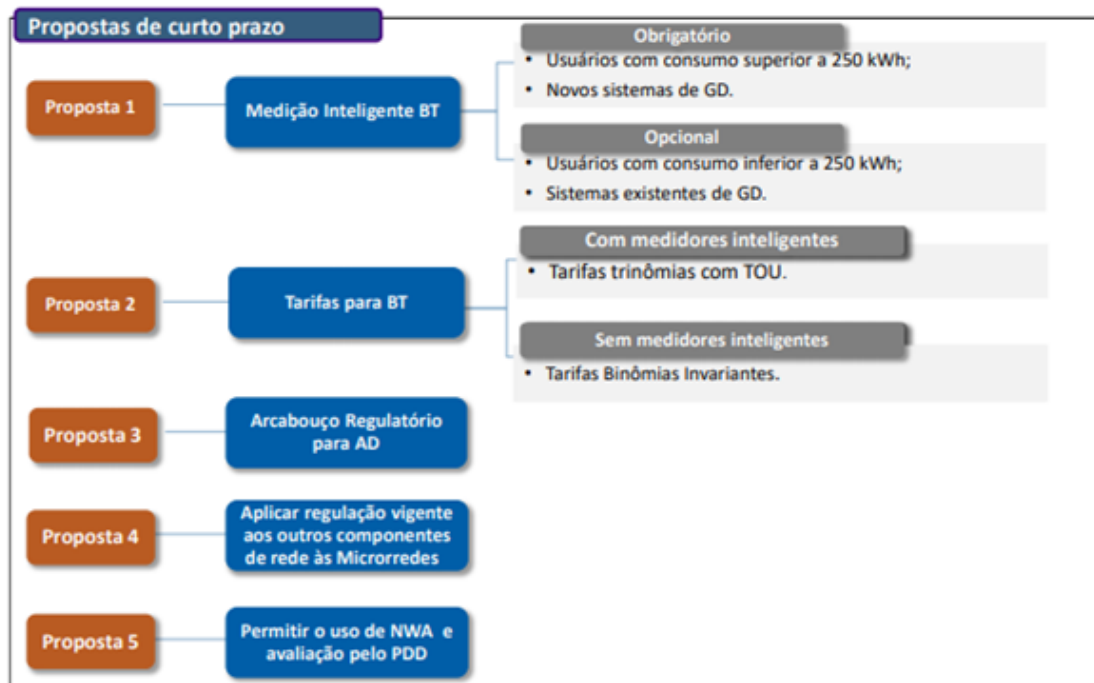 Propostas de curto prazo
Proposta 1
Medição Inteligente BT
Obrigatório
• Usuários com consumo superior a 250 kWh;
• Novos sistemas de GD.
Opcional
• Usuários com consumo inferior a 250 kWh;
• Sistemas existentes de GD.
Proposta 2
Tarifas para BT
Com medidores inteligentes
• Tarifas trinômias com TOU.
Sem medidores inteligentes
• Tarifas Binômias Invariantes.
Proposta 3
Arcabouço Regulatório
para AD
Proposta 4
Aplicar regulação vigente
aos outros componentes
de rede às Microrredes
Proposta 5
Permitir o uso de NWA e
avaliação pelo PDD